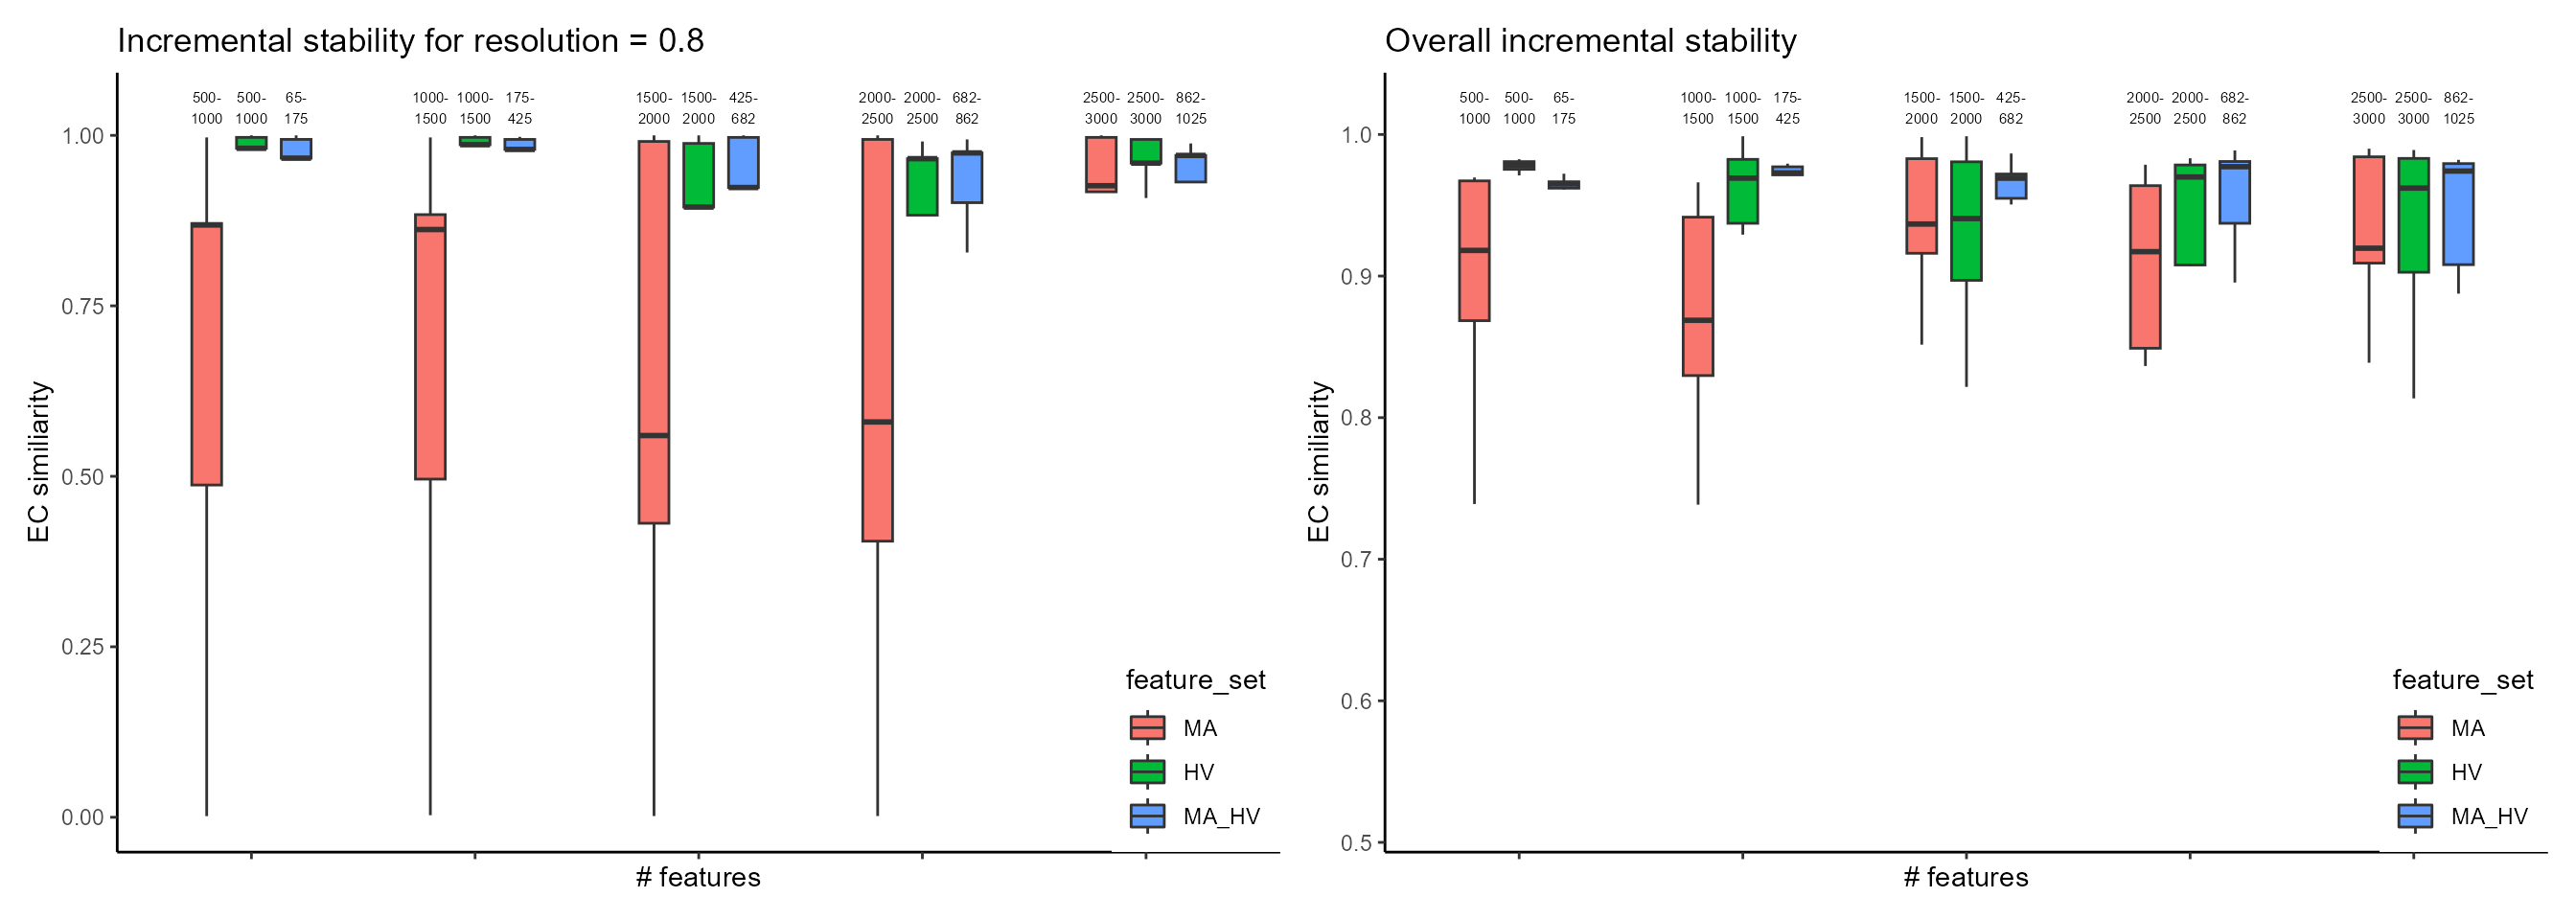 Incremental stability for resolution = 0.8
500- 500- 65- 1000- 1000- 175- 1500- 1500- 425- 2000- 2000- 682- 2500- 2500- 862-
1000 1000 175 1500 1500 425 2000 2000 682 2500 2500 862 3000 3000 1025
1.00
0.75
0.50
0.25
0.00
EC similiarity
# features
feature_set
MA
HV
MA_HV
Overall incremental stability
500- 500- 65- 1000- 1000- 175- 1500- 1500- 425- 2000- 2000- 682- 2500- 2500- 862-
1000 1000 175 1500 1500 425 2000 2000 682 2500 2500 862 3000 3000 1025
1.0
0.9
0.8
0.7
0.6
0.5
EC similiarity
# features
feature_set
MA
HV
MA_HV